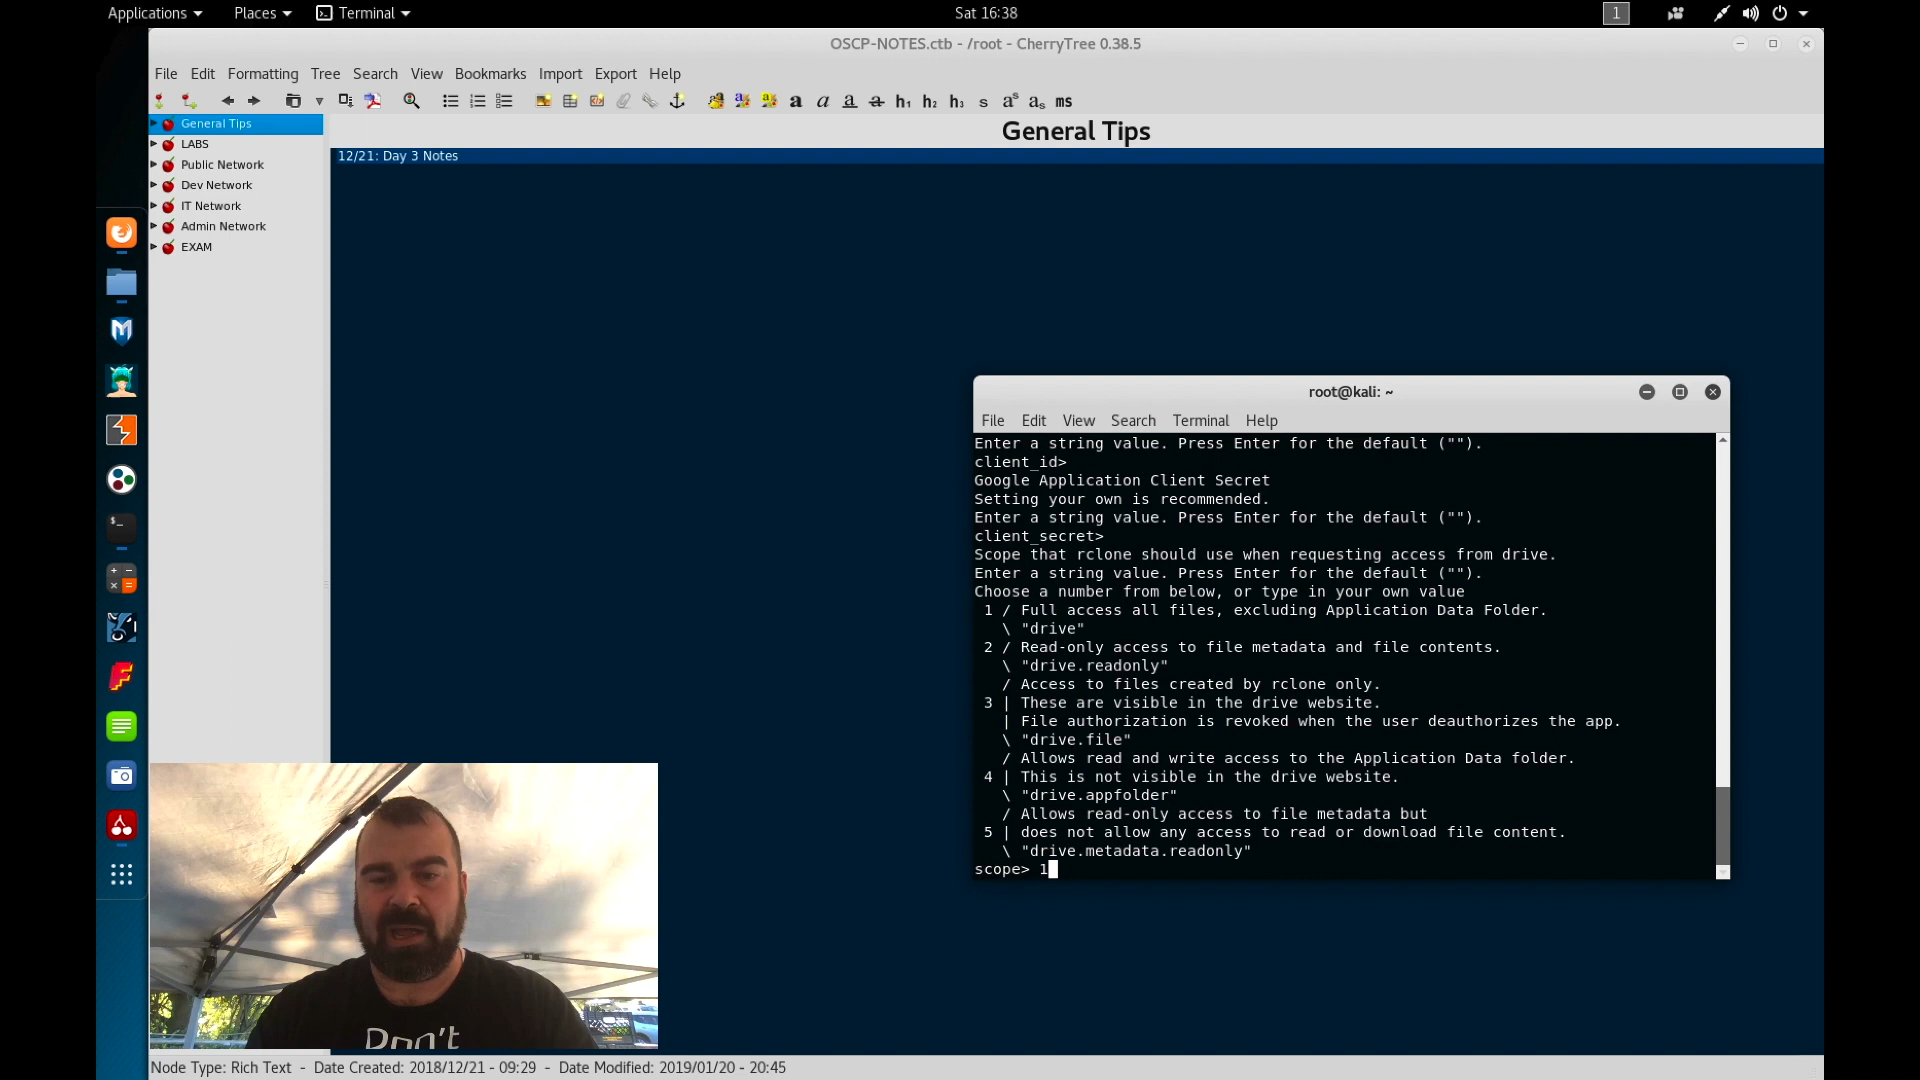 Applications Places Terminal Sat 16:38 1
OSCP-NOTES.ctb - /root - CherryTree 0.38.5
File Edit Formatting Tree Search View Bookmarks Import Export Help
a a a a h1 h2 h3 s as as ms
General Tips
LABS
Public Network
Dev Network
IT Network
Admin Network
EXAM
General Tips
12/21: Day 3 Notes
root@kali: ~
File Edit View Search Terminal Help
Enter a string value. Press Enter for the default ("").
client_id>
Google Application Client Secret
Setting your own is recommended.
Enter a string value. Press Enter for the default ("").
client_secret>
Scope that rclone should use when requesting access from drive.
Enter a string value. Press Enter for the default ("").
Choose a number from below, or type in your own value
1 / Full access all files, excluding Application Data Folder.
\ "drive"
2 / Read-only access to file metadata and file contents.
\ "drive.readonly"
/ Access to files created by rclone only.
3 | These are visible in the drive website.
| File authorization is revoked when the user deauthorizes the app.
\ "drive.file"
/ Allows read and write access to the Application Data folder.
4 | This is not visible in the drive website.
\ "drive.appfolder"
/ Allows read-only access to file metadata but
5 | does not allow any access to read or download file content.
\ "drive.metadata.readonly"
scope> 1
Don't
Node Type: Rich Text - Date Created: 2018/12/21 - 09:29 - Date Modified: 2019/01/20 - 20:45